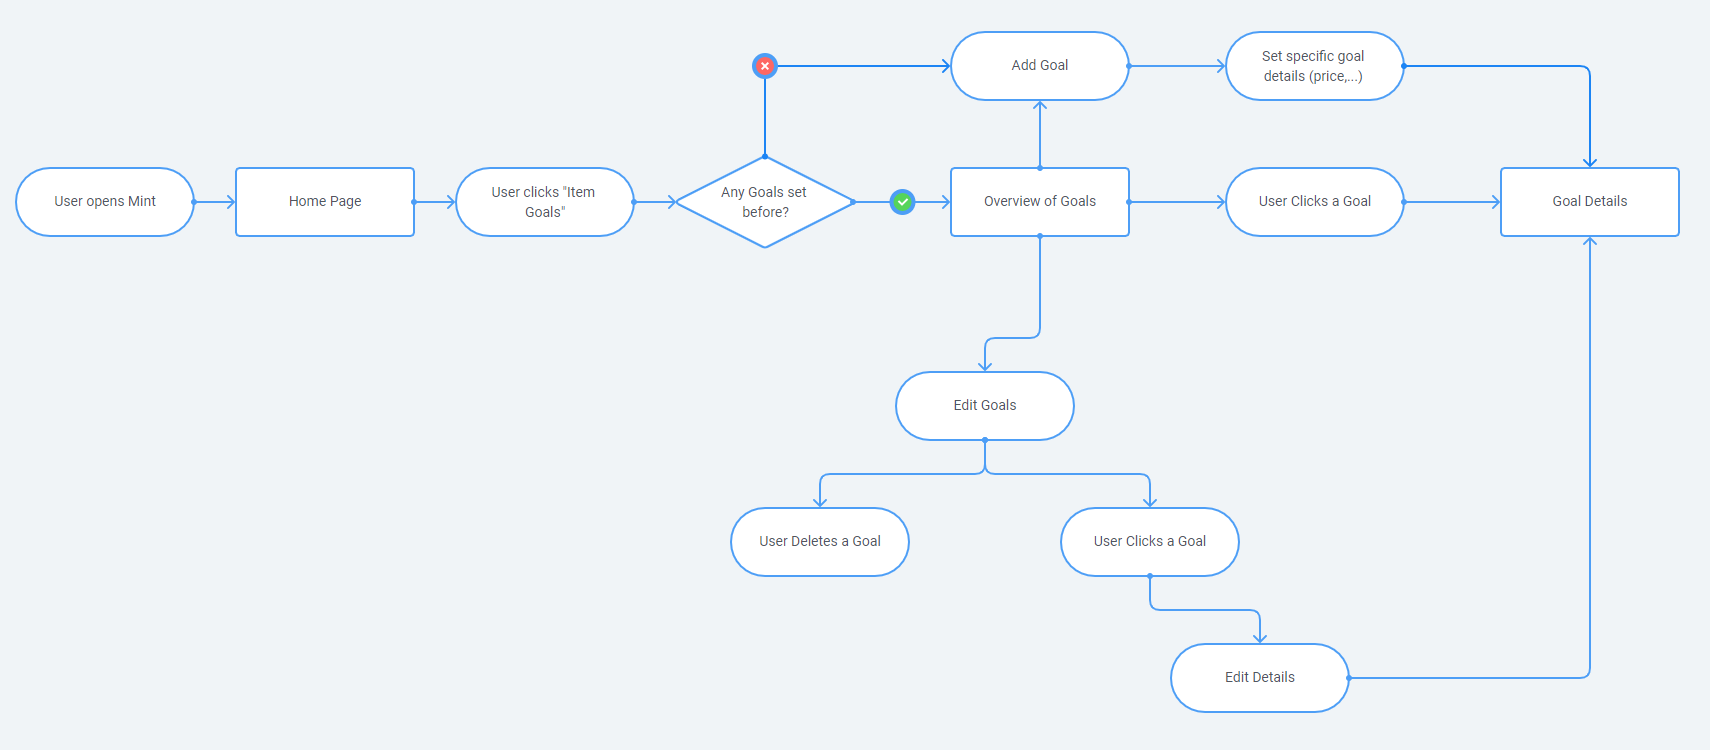 Add Goal
Set specific goal
details (price,...)
User opens Mint
Home Page
User clicks "Item
Goals"
Any Goals set
before?
Overview of Goals
User Clicks a Goal
Goal Details
Edit Goals
User Deletes a Goal
User Clicks a Goal
Edit Details